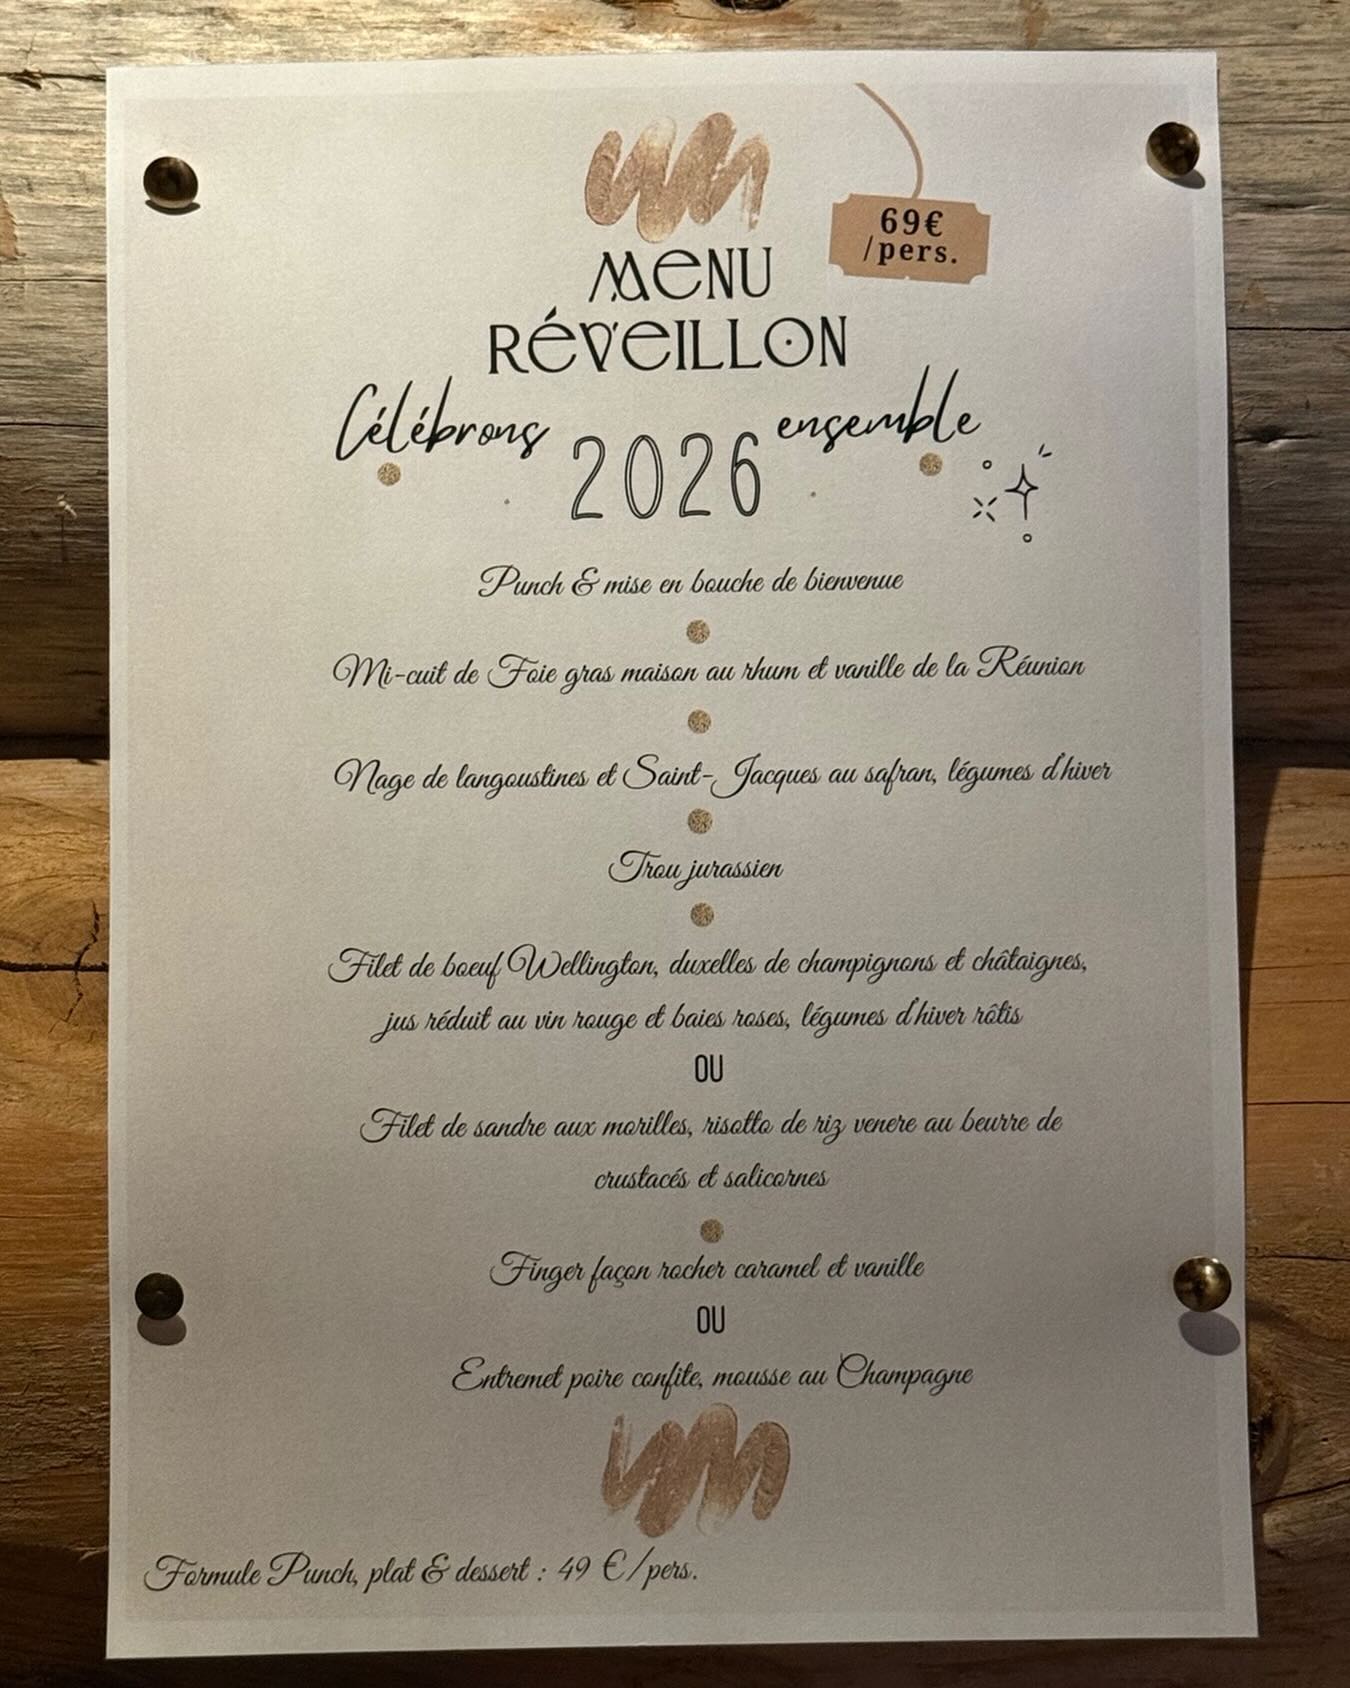 69€
/pers.
MENU
RÉVEILLON
Célébrons 2026 ensemble
Punch & mise en bouche de bienvenue
Mi-cuit de Foie gras maison au rhum et vanille de la Réunion
Nage de langoustines et Saint-Jacques au safran, légumes d'hiver
Trou jurassien
Filet de boeuf Wellington, duxelles de champignons et châtaignes,
jus réduit au vin rouge et baies roses, légumes d'hiver rôtis
OU
Filet de sandre aux morilles, risotto de riz venere au beurre de
crustacés et salicornes
Finger façon rocher caramel et vanille
OU
Entremet poire confite, mousse au Champagne
Formule Punch, plat & dessert : 49 €/pers.